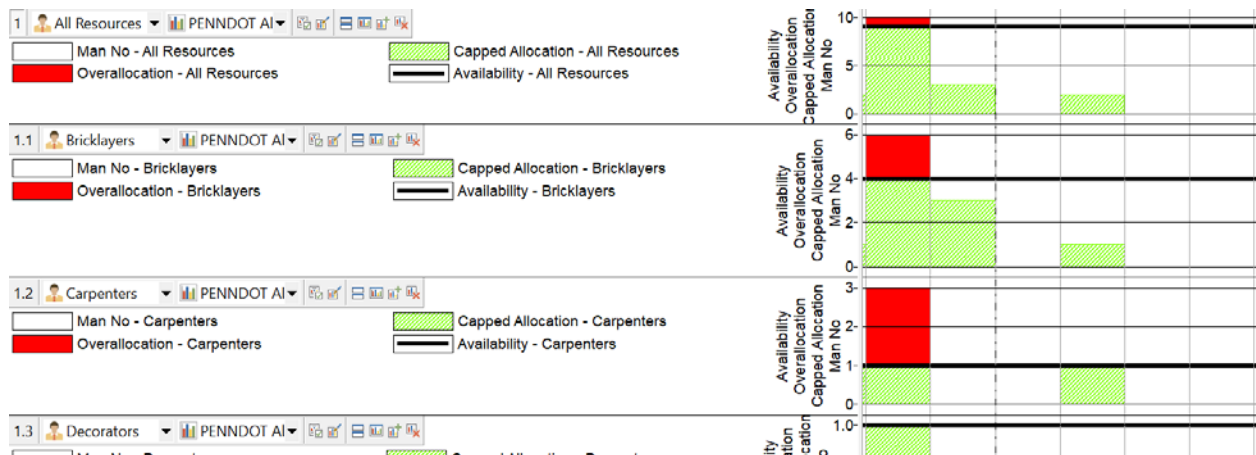 1 All Resources PENNDOT Al
Man No - All Resources Capped Allocation - All Resources
Overallocation - All Resources Availability - All Resources
Availability
Overallocation
Capped Allocation
Man No
10
5
0
1.1 Bricklayers PENNDOT Al
Man No - Bricklayers Capped Allocation - Bricklayers
Overallocation - Bricklayers Availability - Bricklayers
Availability
Overallocation
Capped Allocation
Man No
6
4
2
0
1.2 Carpenters PENNDOT Al
Man No - Carpenters Capped Allocation - Carpenters
Overallocation - Carpenters Availability - Carpenters
Availability
Overallocation
Capped Allocation
Man No
3
2
1
0
1.3 Decorators PENNDOT Al
1.0